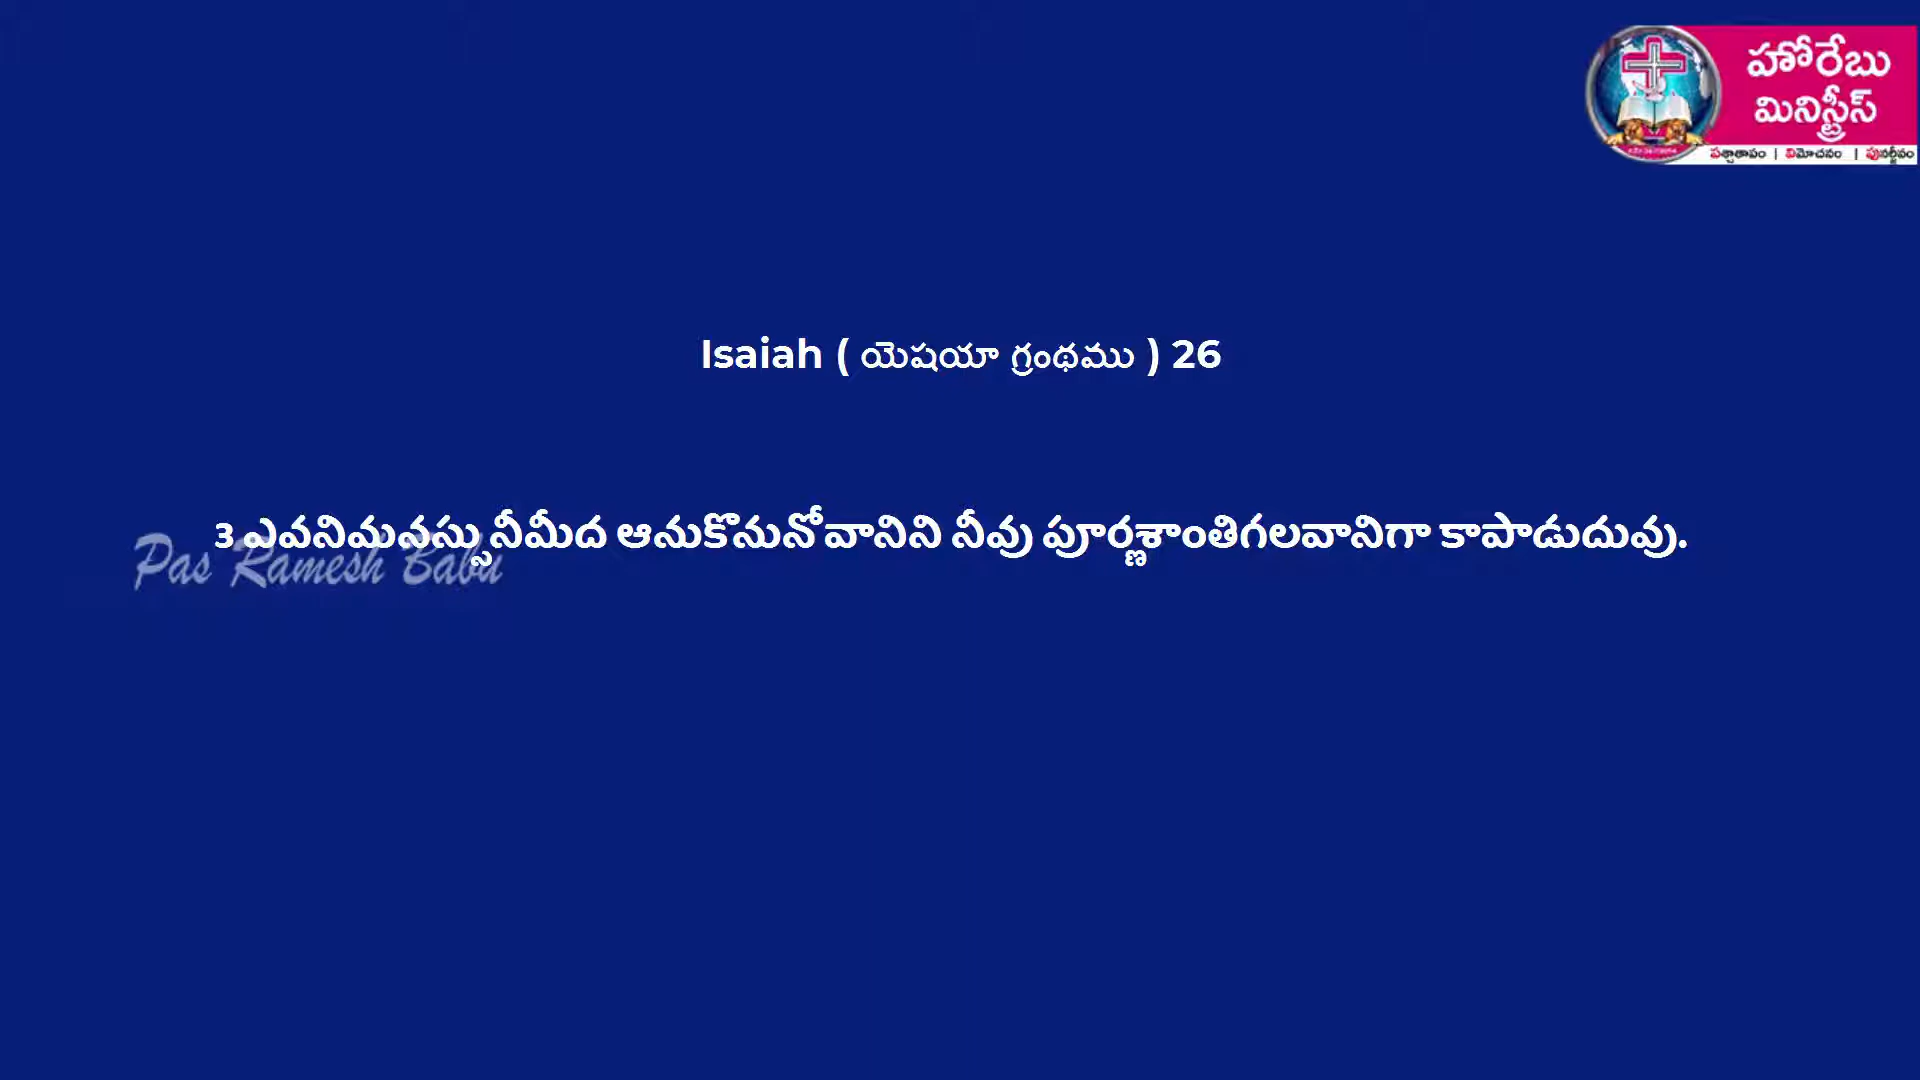 హోరేబు
మినిస్ట్రీస్
పశ్చాతాపం | విమోచనం | పునర్జీవం
Isaiah ( యెషయా గ్రంథము ) 26
3 ఎవనిమనస్సునీమీద ఆనుకొనునోవానిని నీవు పూర్ణశాంతిగలవానిగా కాపాడుదువు.
Pas Ramesh Babu